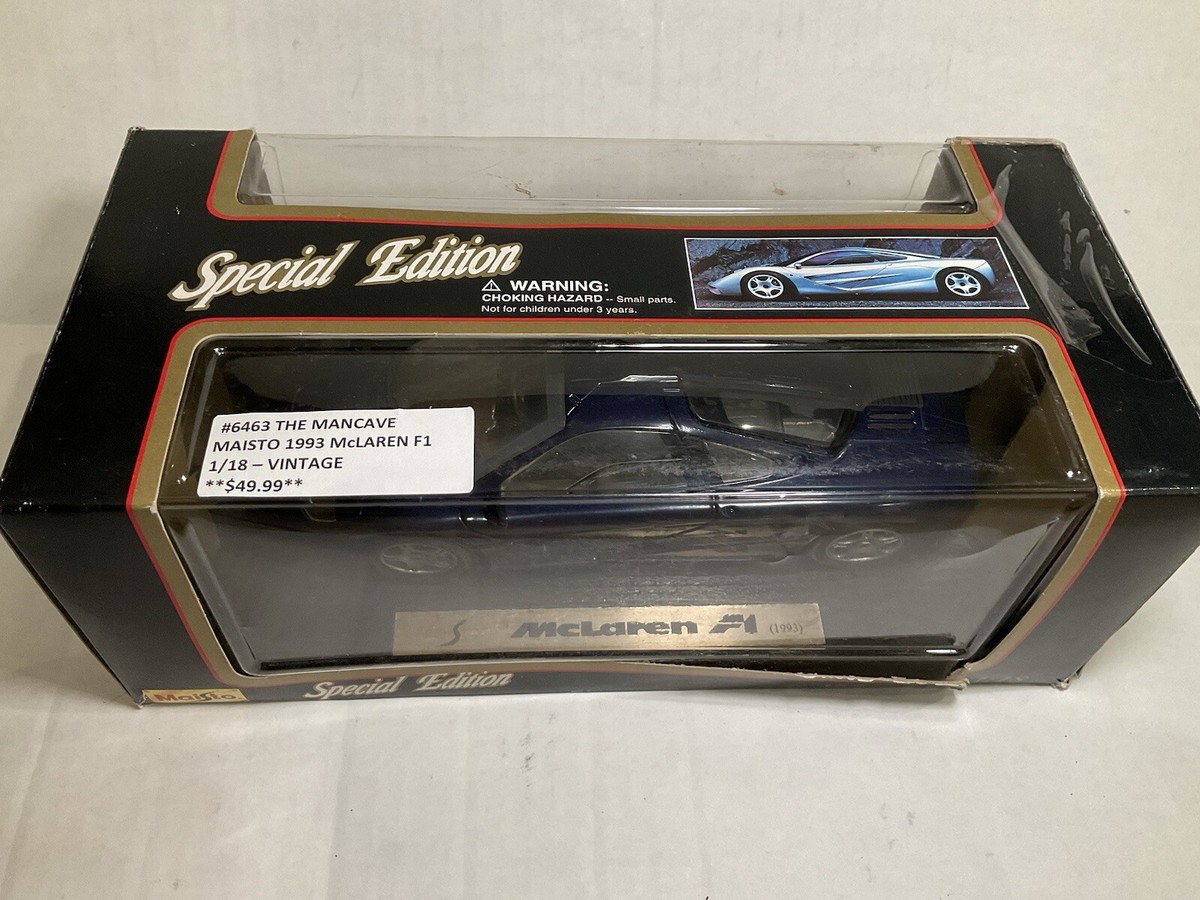 Special Edition
⚠ WARNING:
CHOKING HAZARD -- Small parts.
Not for children under 3 years.
#6463 THE MANCAVE
MAISTO 1993 McLAREN F1
1/18 – VINTAGE
**$49.99**
McLaren F1 (1993)
Maisto
Special Edition